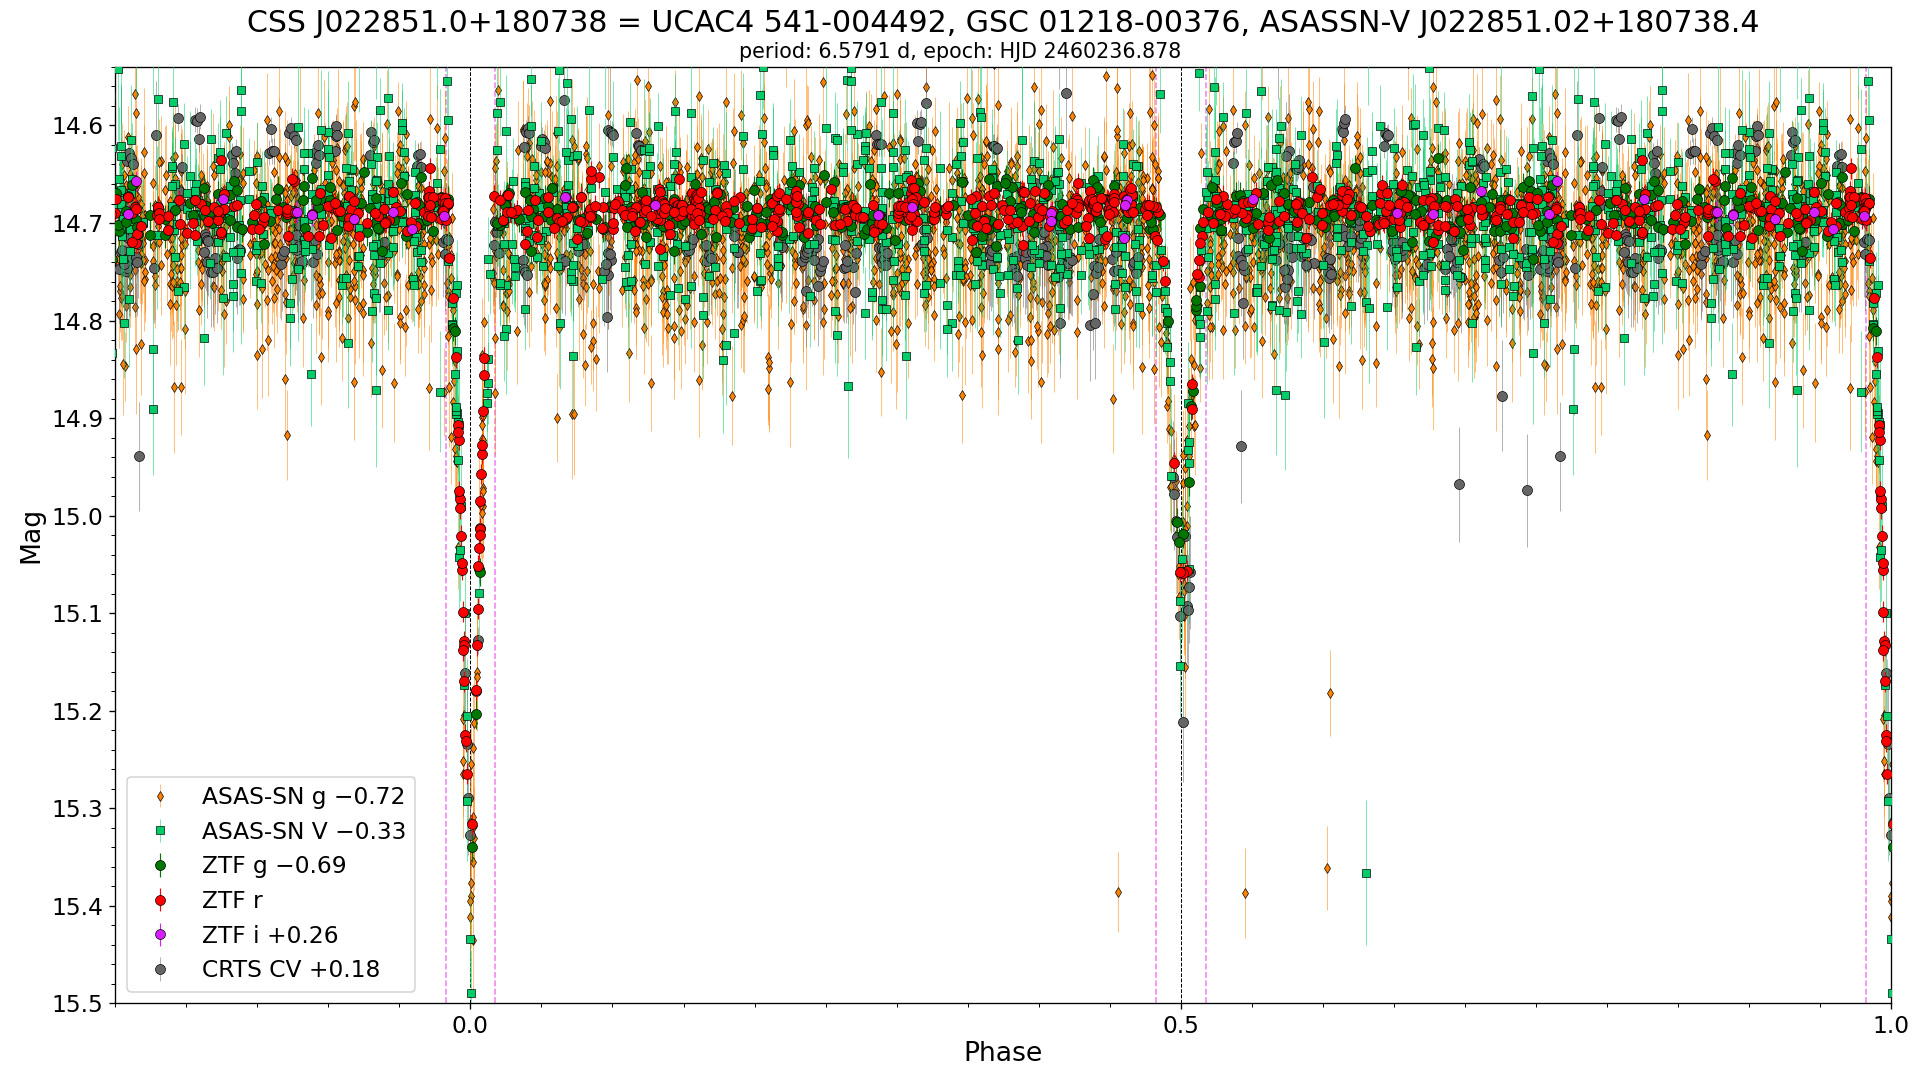 CSS J022851.0+180738 = UCAC4 541-004492, GSC 01218-00376, ASASSN-V J022851.02+180738.4
period: 6.5791 d, epoch: HJD 2460236.878
14.6
14.7
14.8
14.9
15.0
15.1
15.2
15.3
15.4
15.5
Mag
ASAS-SN g −0.72
ASAS-SN V −0.33
ZTF g −0.69
ZTF r
ZTF i +0.26
CRTS CV +0.18
0.0
0.5
1.0
Phase